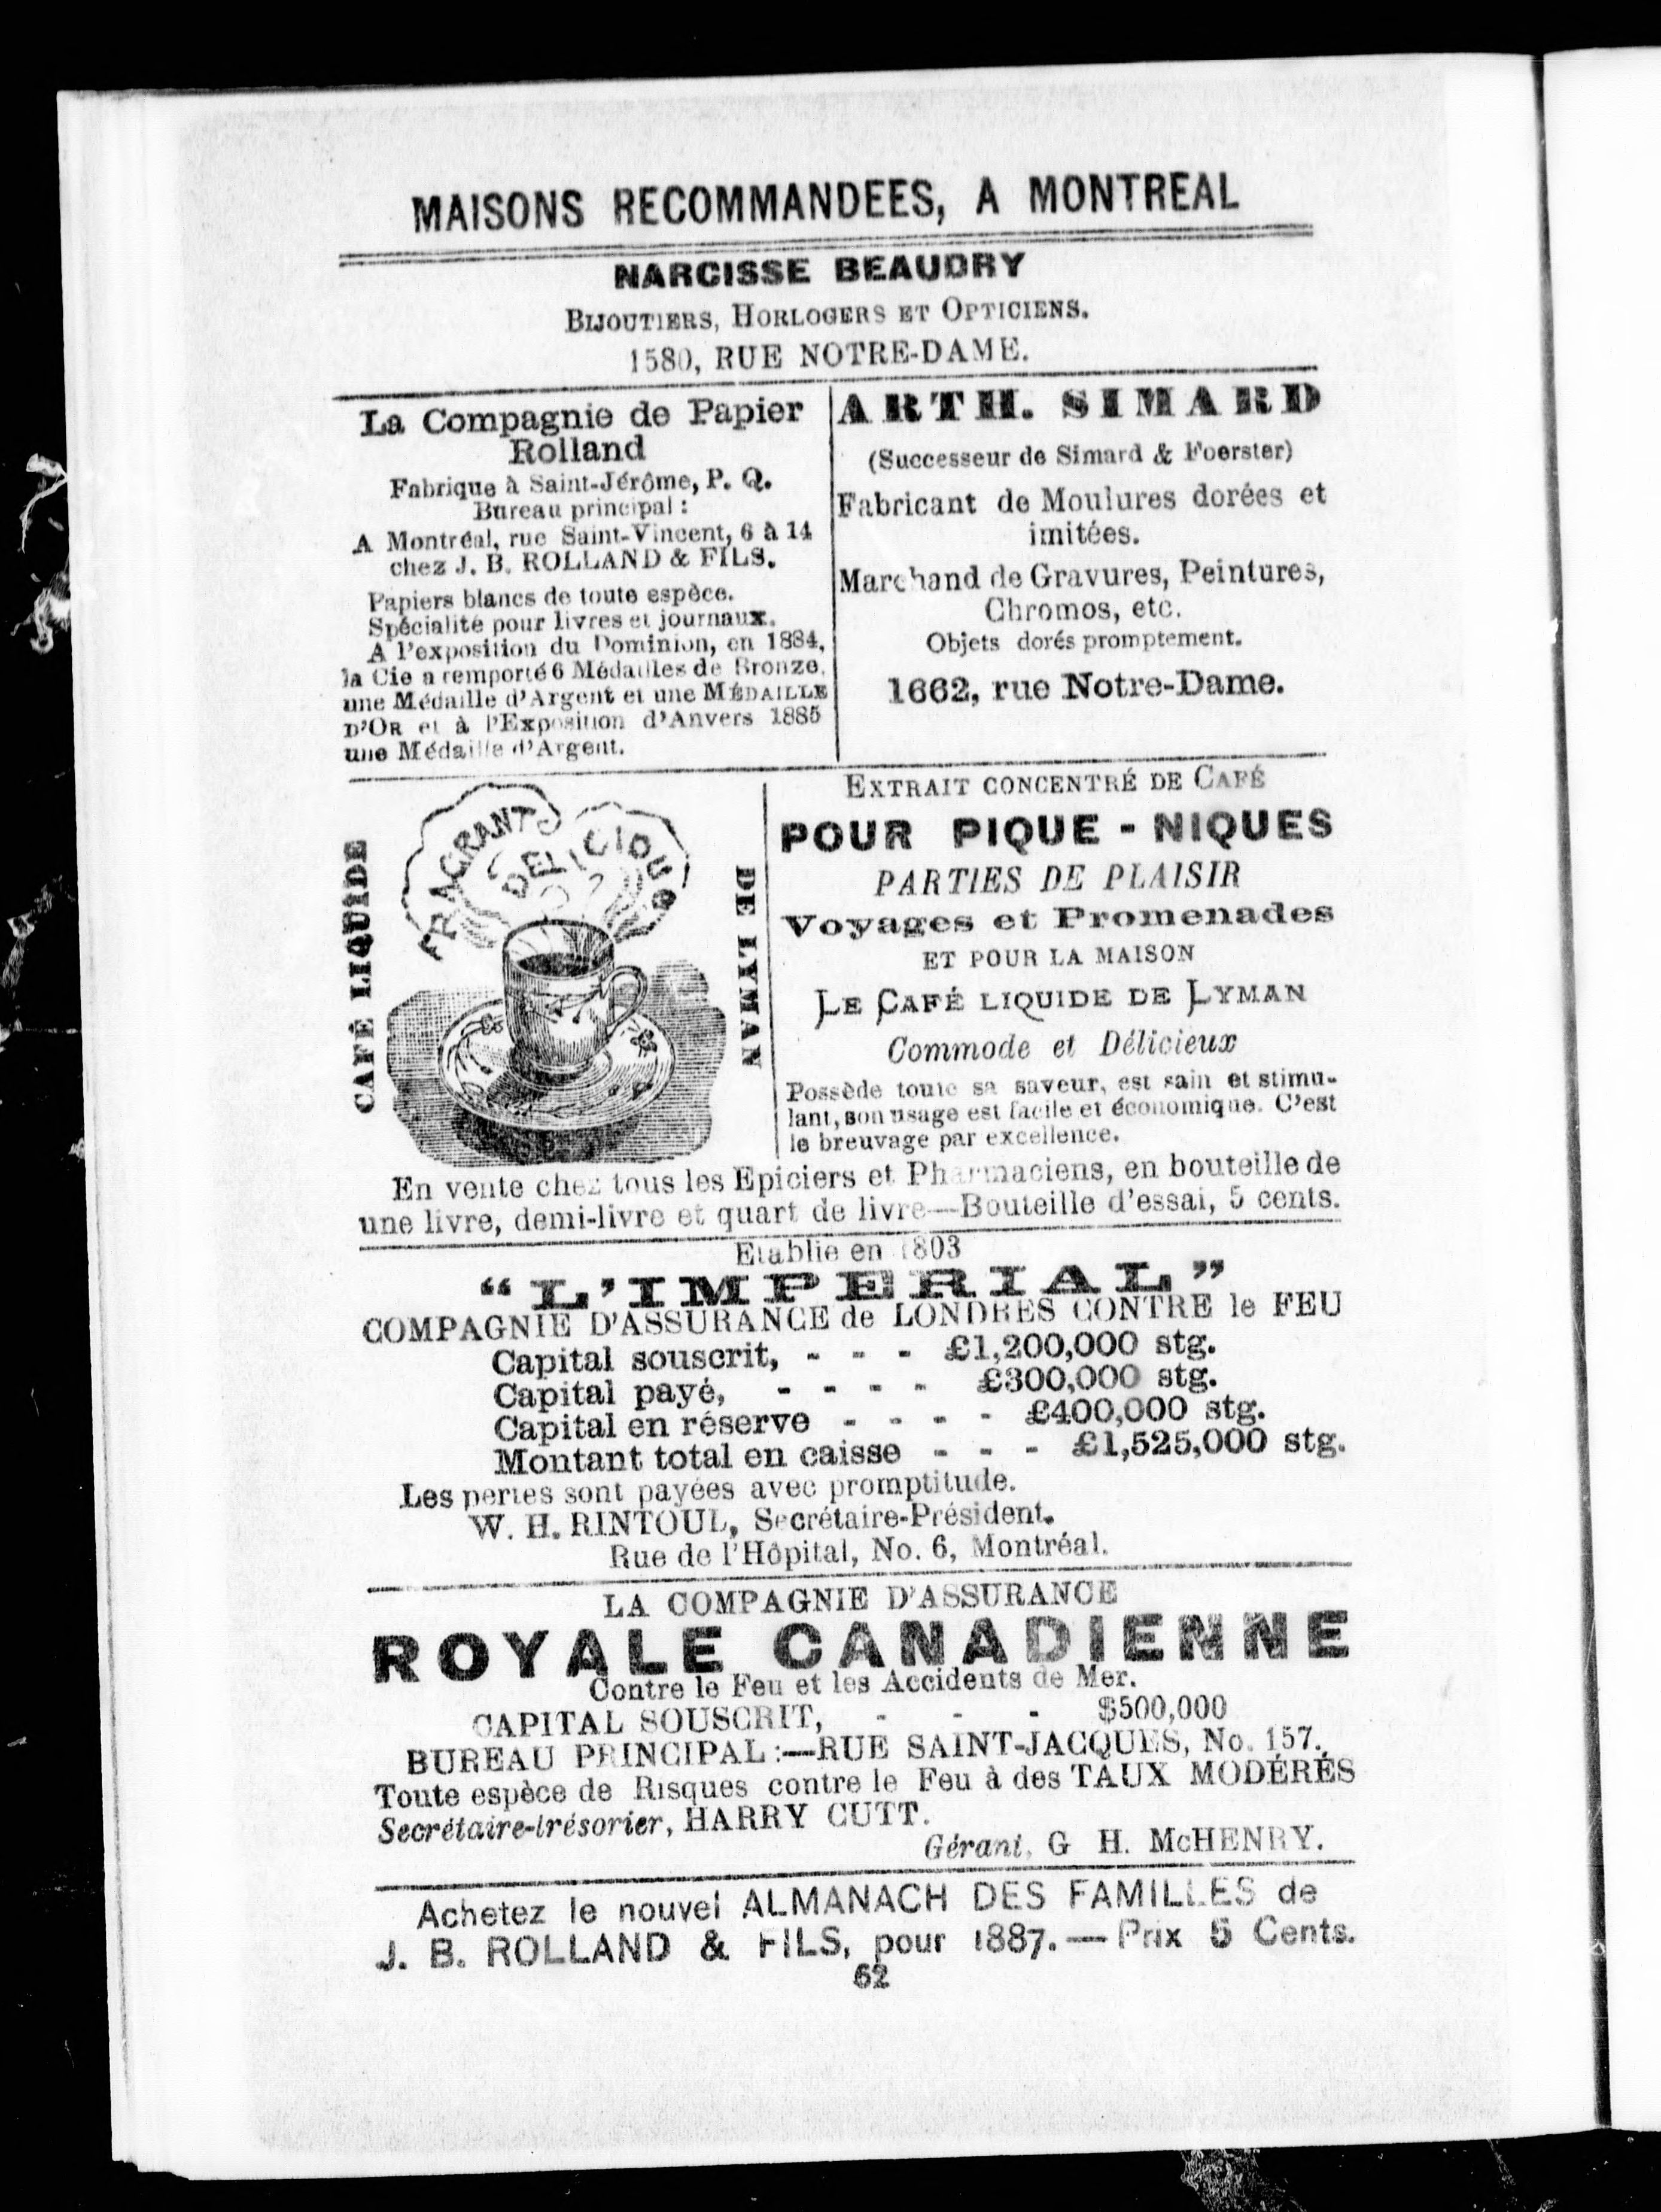 MAISONS RECOMMANDEES, A MONTREAL
NARCISSE BEAUDRY
BIJOUTIERS, HORLOGERS ET OPTICIENS.
1580, RUE NOTRE-DAME.
La Compagnie de Papier
Rolland
Fabrique à Saint-Jérôme, P. Q.
Bureau principal :
A Montréal, rue Saint-Vincent, 6 à 14
chez J. B. ROLLAND & FILS.
Papiers blancs de toute espèce.
Spécialité pour livres et journaux.
A l'exposition du Dominion, en 1884,
la Cie a remporté 6 Médailles de Bronze,
une Médaille d'Argent et une MÉDAILLE
D'OR et à l'Exposition d'Anvers 1885
une Médaille d'Argent.
ARTH. SIMARD
(Successeur de Simard & Foerster)
Fabricant de Moulures dorées et
imitées.
Marchand de Gravures, Peintures,
Chromos, etc.
Objets dorés promptement.
1662, rue Notre-Dame.
CAFÉ LIQUIDE
FRAGRANT
DELICIOUS
DE LYMAN
EXTRAIT CONCENTRÉ DE CAFÉ
POUR PIQUE-NIQUES
PARTIES DE PLAISIR
Voyages et Promenades
ET POUR LA MAISON
LE CAFÉ LIQUIDE DE LYMAN
Commode et Délicieux
Possède toute sa saveur, est sain et stimu-
lant, son usage est facile et économique. C'est
le breuvage par excellence.
En vente chez tous les Epiciers et Pharmaciens, en bouteille de
une livre, demi-livre et quart de livre—Bouteille d'essai, 5 cents.
Etablie en 1803
“L'IMPERIAL”
COMPAGNIE D'ASSURANCE de LONDRES CONTRE le FEU
Capital souscrit, - - - £1,200,000 stg.
Capital payé, - - - - £300,000 stg.
Capital en réserve - - - - £400,000 stg.
Montant total en caisse - - - £1,525,000 stg.
Les pertes sont payées avec promptitude.
W. H. RINTOUL, Secrétaire-Président.
Rue de l'Hôpital, No. 6, Montréal.
LA COMPAGNIE D'ASSURANCE
ROYALE CANADIENNE
Contre le Feu et les Accidents de Mer.
CAPITAL SOUSCRIT, - - - $500,000
BUREAU PRINCIPAL :—RUE SAINT-JACQUES, No. 157.
Toute espèce de Risques contre le Feu à des TAUX MODÉRÉS
Secrétaire-trésorier, HARRY CUTT.
Gérant, G H. McHENRY.
Achetez le nouvel ALMANACH DES FAMILLES de
J. B. ROLLAND & FILS, pour 1887.—Prix 5 Cents.
62